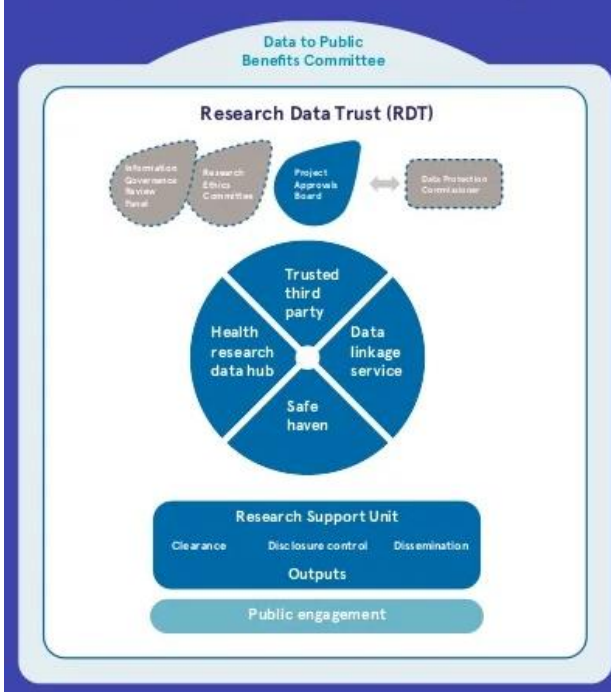 Data to Public
Benefits Committee
Research Data Trust (RDT)
Information
Governance
Review
Panel
Research
Ethics
Committee
Project
Approvals
Board
Data Protection
Commissioner
Trusted
third
party
Health
research
data hub
Data
linkage
service
Safe
haven
Research Support Unit
Clearance Disclosure control Dissemination
Outputs
Public engagement